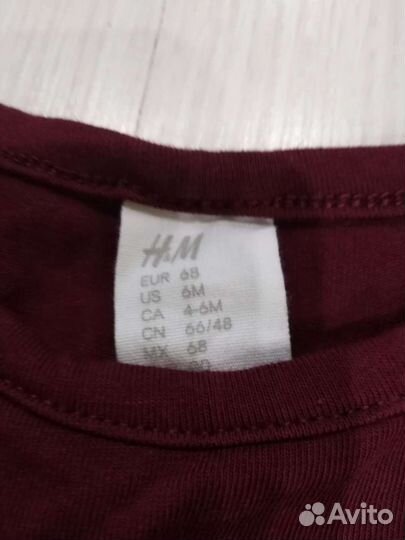 H&M
EUR 68
US 6M
CA 4-6M
CN 66/48
MX 68
Avito